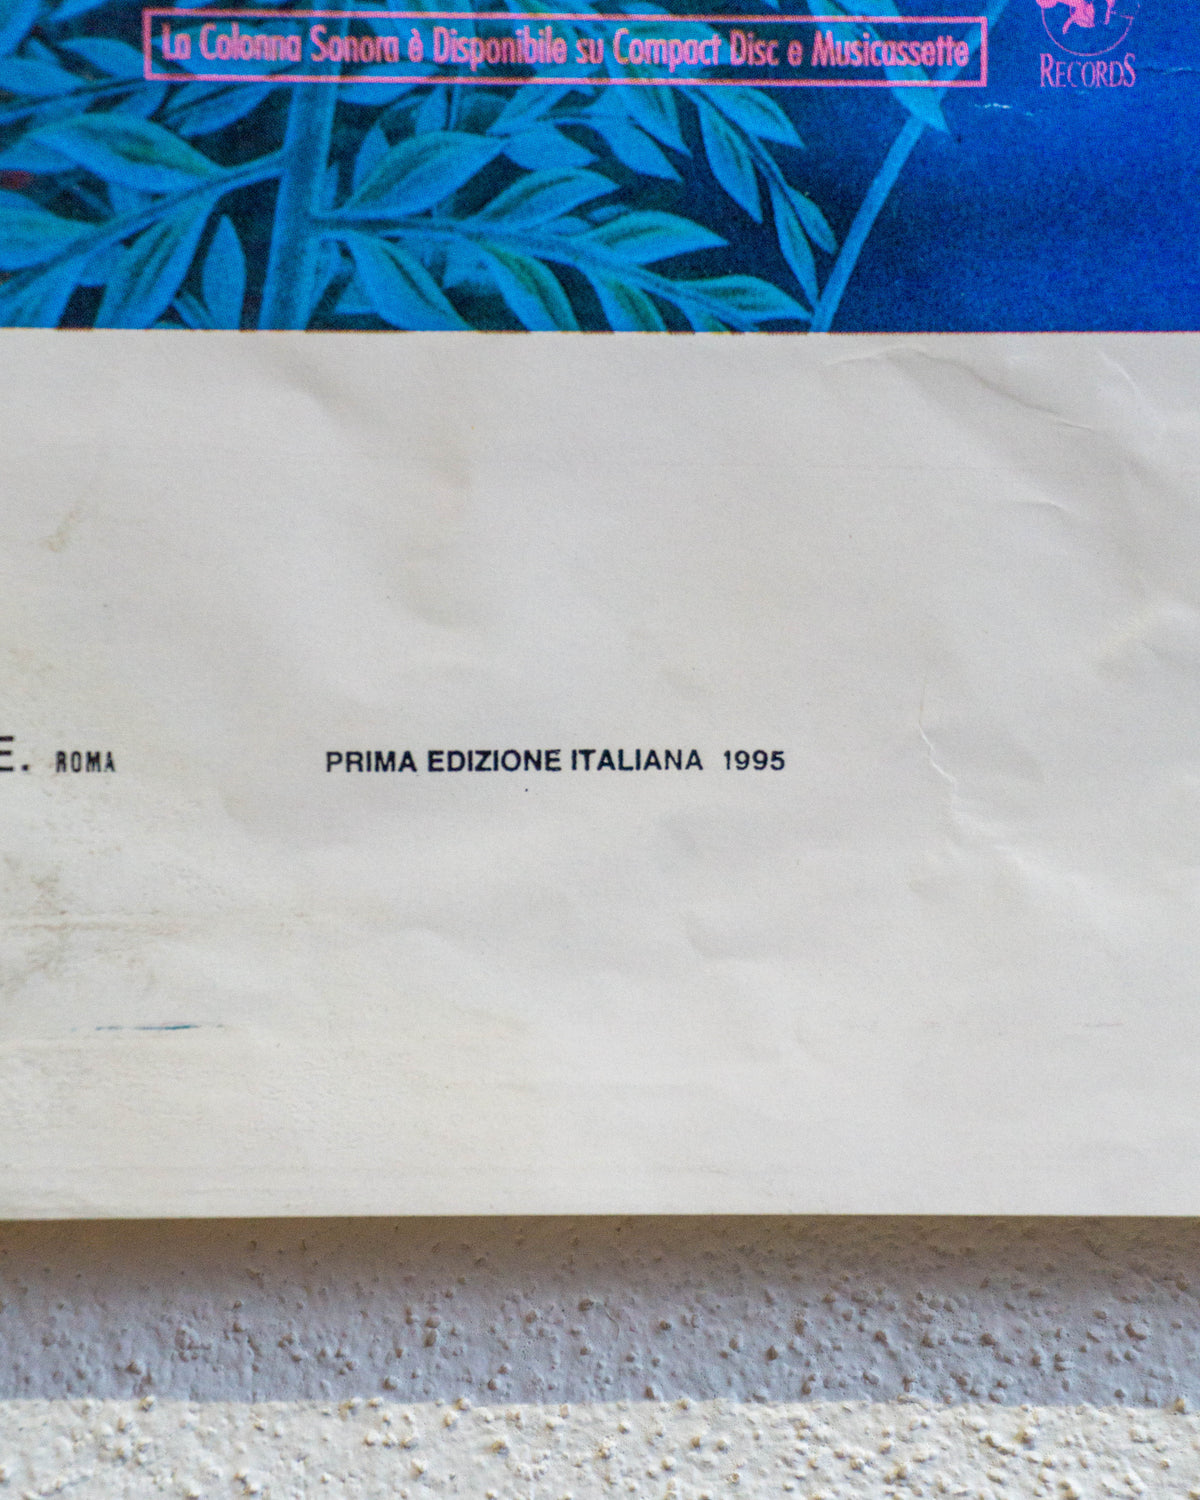 La Colonna Sonora è Disponibile su Compact Disc e Musicassette
RECORDS
E. ROMA
PRIMA EDIZIONE ITALIANA 1995